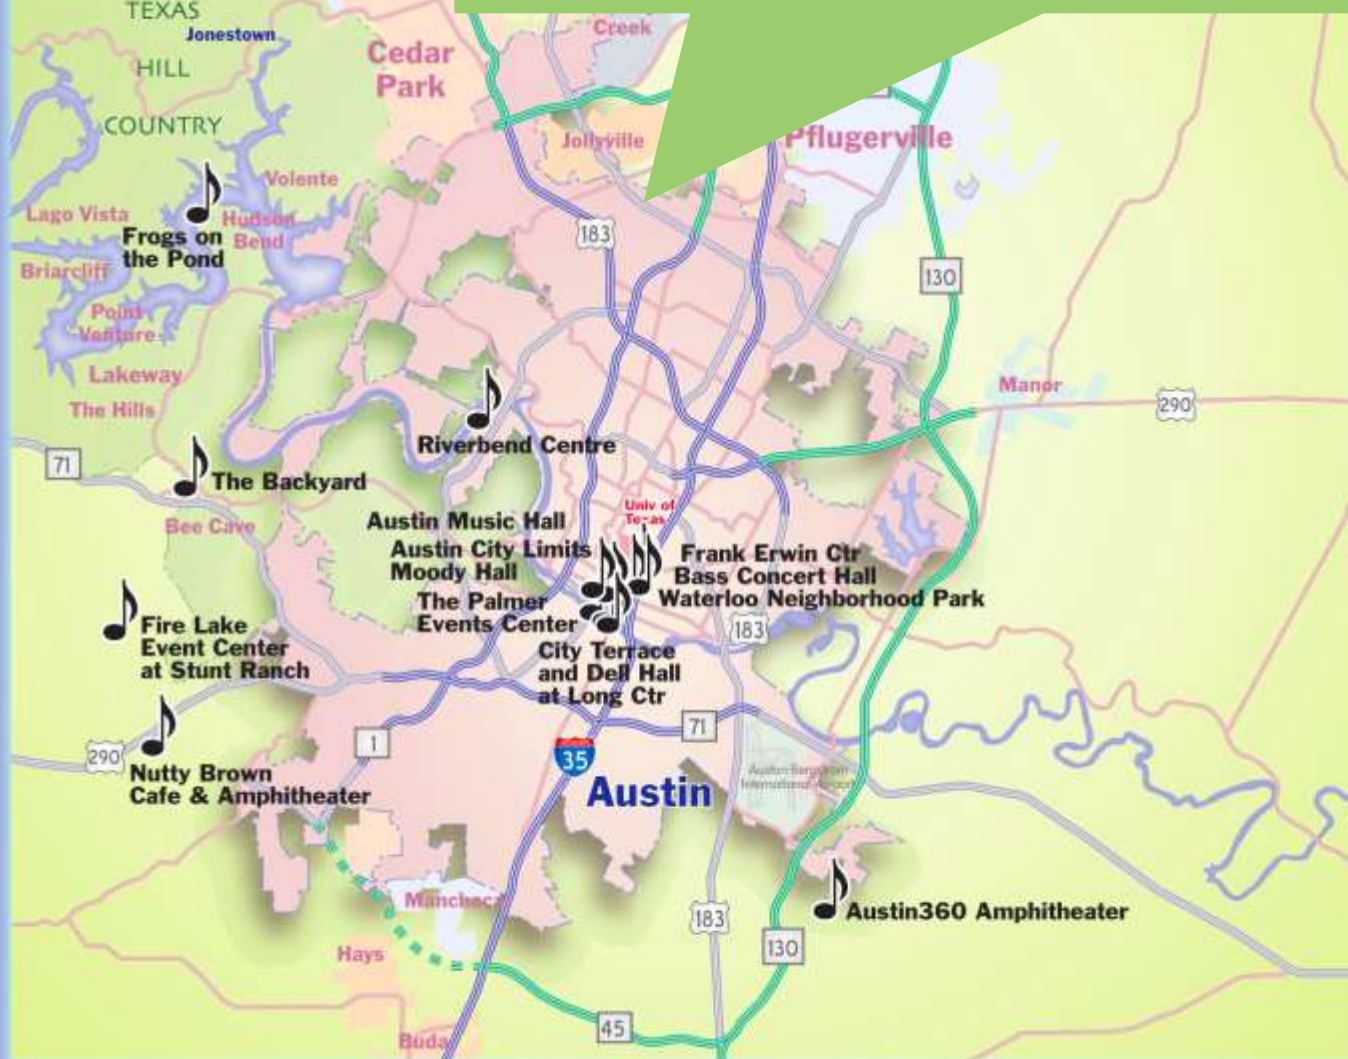 TEXAS
Jonestown
HILL
COUNTRY
Cedar
Park
Creek
Jollyville
Pflugerville
Volente
Lago Vista
Hudson
Bend
Frogs on
the Pond
Briarcliff
Point
Venture
Lakeway
The Hills
183
130
Manor
290
Riverbend Centre
71
The Backyard
Bee Cave
Univ of
Texas
Austin Music Hall
Austin City Limits
Moody Hall
The Palmer
Events Center
Frank Erwin Ctr
Bass Concert Hall
Waterloo Neighborhood Park
183
City Terrace
and Dell Hall
at Long Ctr
Fire Lake
Event Center
at Stunt Ranch
290
1
71
35
Nutty Brown
Cafe & Amphitheater
Austin
Austin-Bergstrom
International Airport
Manchaca
183
Austin360 Amphitheater
130
Hays
45
Buda